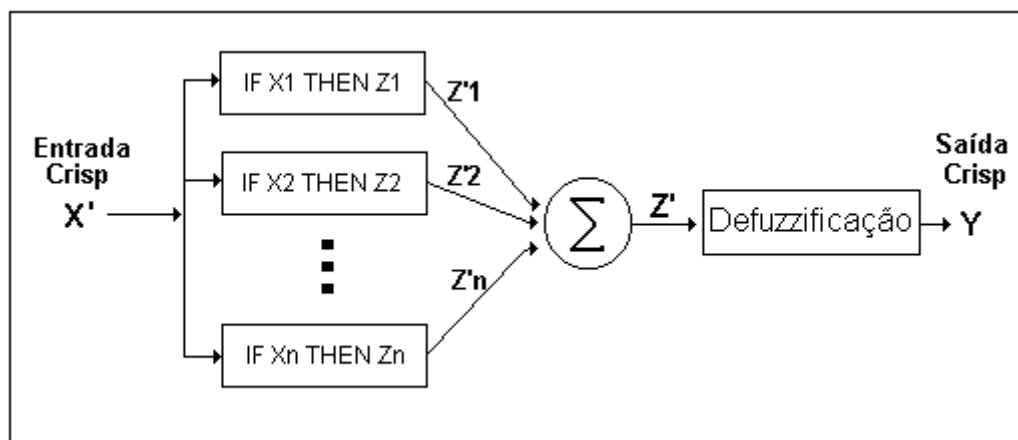 IF X1 THEN Z1
Z'1
Entrada
Crisp
X'
IF X2 THEN Z2
Z'2
Σ
Z'
Defuzzificação
Saída
Crisp
Y
Z'n
IF Xn THEN Zn